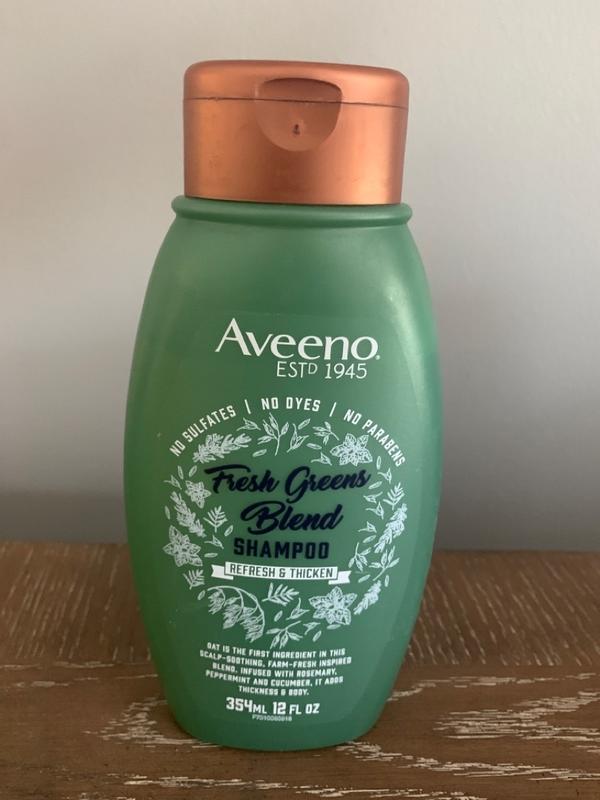 Aveeno®
ESTD 1945
NO SULFATES | NO DYES | NO PARABENS
Fresh Greens
Blend
SHAMPOO
REFRESH & THICKEN
OAT IS THE FIRST INGREDIENT IN THIS
SCALP-SOOTHING, FARM-FRESH INSPIRED
BLEND. INFUSED WITH ROSEMARY,
PEPPERMINT AND CUCUMBER, IT ADDS
THICKNESS & BODY.
354ML 12 FL OZ